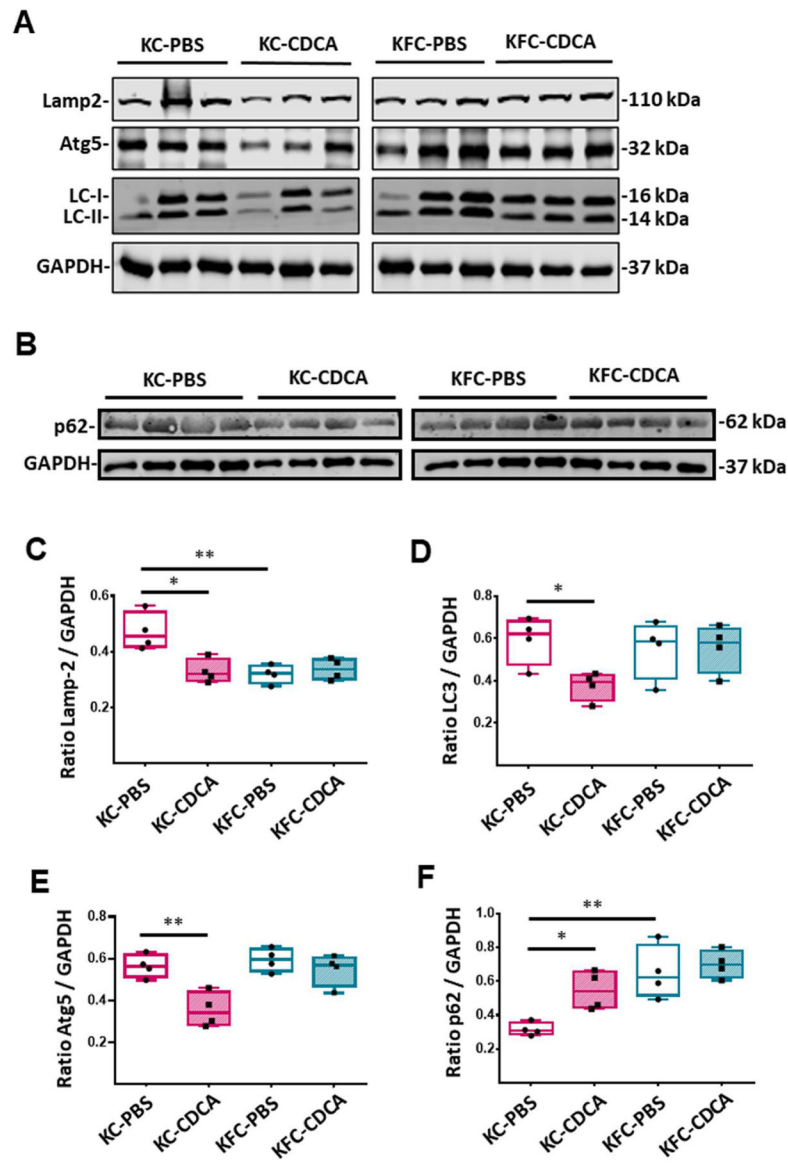 A
KC-PBS KC-CDCA KFC-PBS KFC-CDCA
Lamp2- -110 kDa
Atg5- -32 kDa
LC-I- -16 kDa
LC-II- -14 kDa
GAPDH- -37 kDa
B
KC-PBS KC-CDCA KFC-PBS KFC-CDCA
p62- -62 kDa
GAPDH- -37 kDa
C
**
*
Ratio Lamp-2 / GAPDH
0.6
0.4
0.2
KC-PBS KC-CDCA KFC-PBS KFC-CDCA
D
*
Ratio LC3 / GAPDH
0.8
0.6
0.4
0.2
KC-PBS KC-CDCA KFC-PBS KFC-CDCA
E
**
Ratio Atg5 / GAPDH
0.8
0.6
0.4
0.2
KC-PBS KC-CDCA KFC-PBS KFC-CDCA
F
**
*
Ratio p62 / GAPDH
1.0
0.8
0.6
0.4
0.2
KC-PBS KC-CDCA KFC-PBS KFC-CDCA